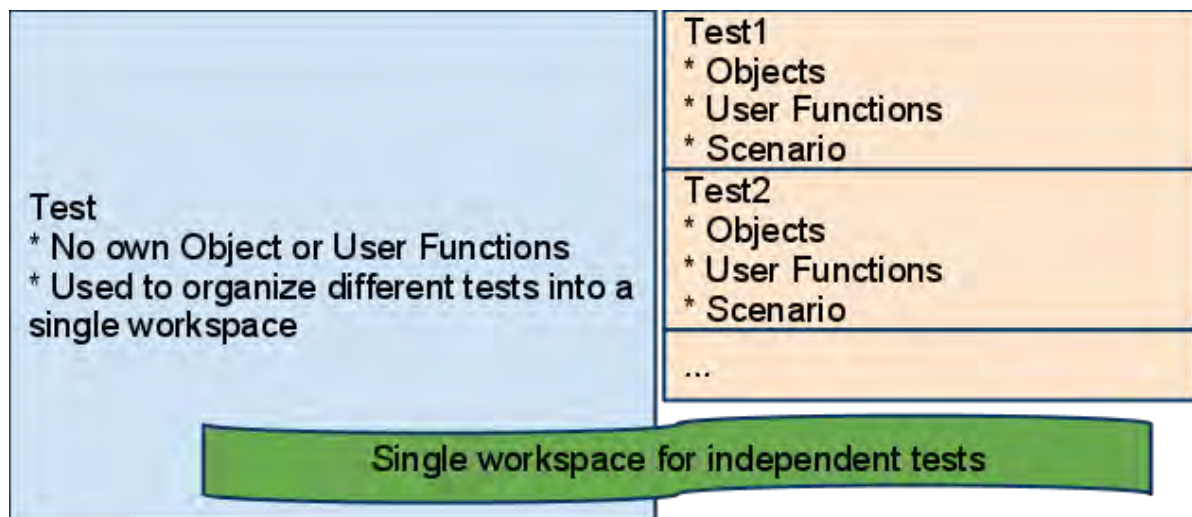 Test
* No own Object or User Functions
* Used to organize different tests into a
single workspace
Test1
* Objects
* User Functions
* Scenario
Test2
* Objects
* User Functions
* Scenario
...
Single workspace for independent tests